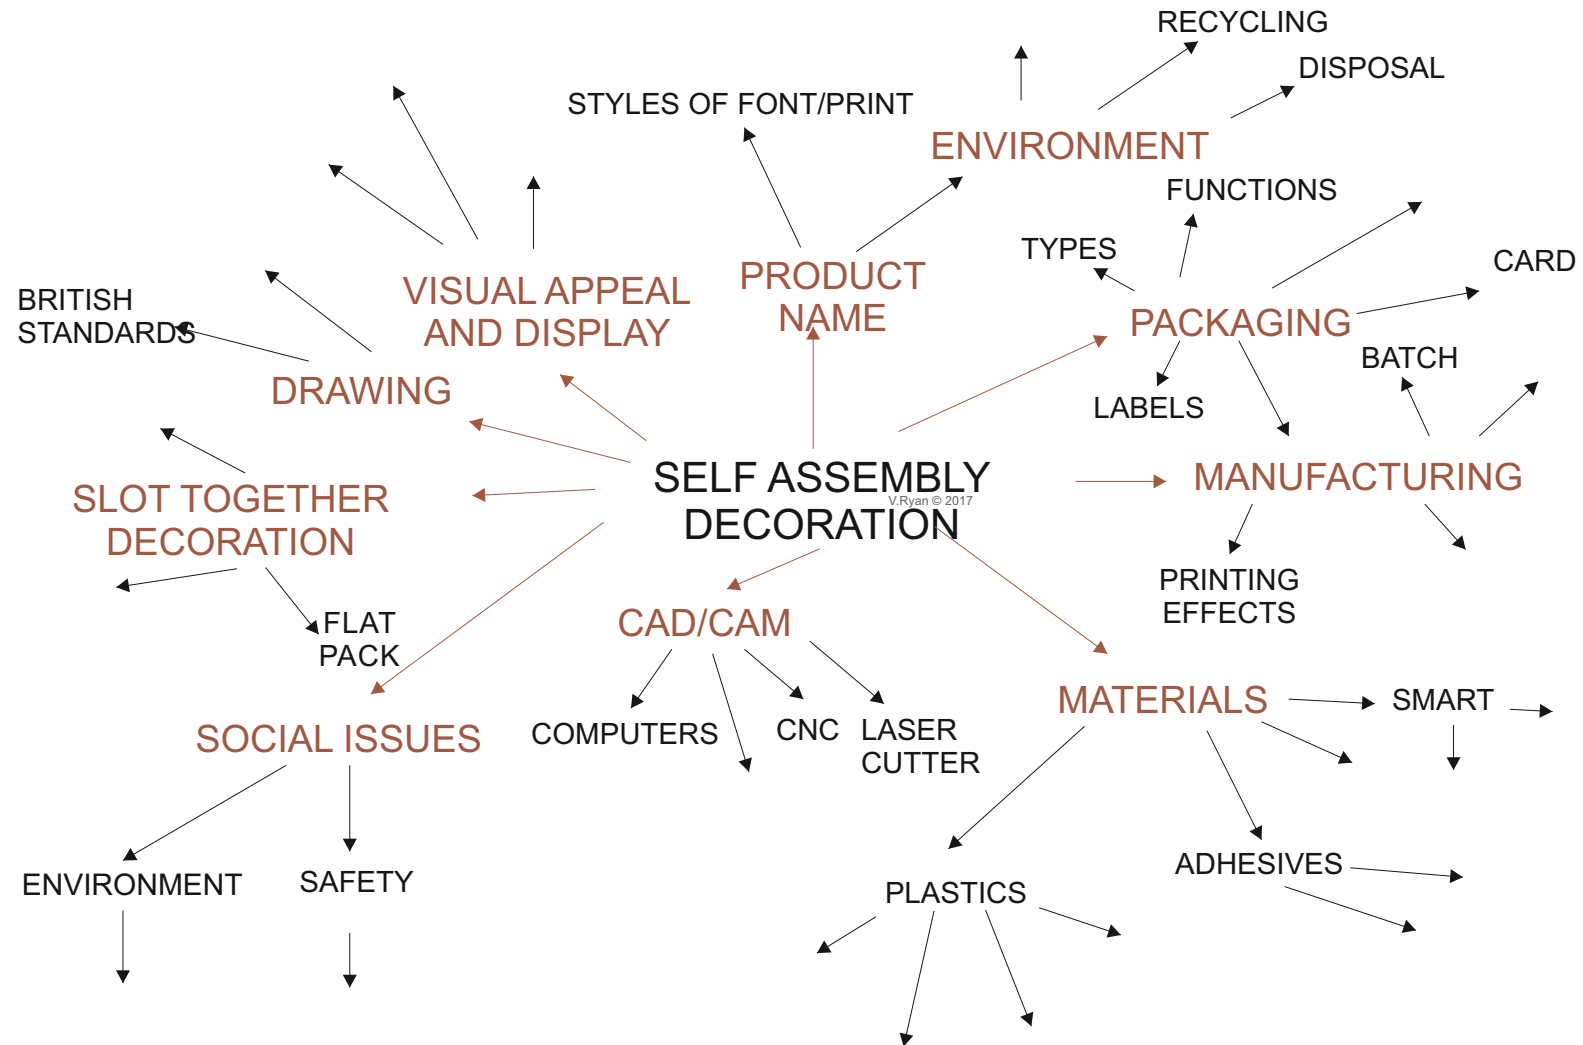 RECYCLING
DISPOSAL
STYLES OF FONT/PRINT
ENVIRONMENT
FUNCTIONS
TYPES
CARD
PRODUCT
NAME
VISUAL APPEAL
AND DISPLAY
BRITISH
STANDARDS
PACKAGING
BATCH
DRAWING
LABELS
SELF ASSEMBLY
V.Ryan © 2017
DECORATION
MANUFACTURING
SLOT TOGETHER
DECORATION
PRINTING
EFFECTS
FLAT
PACK
CAD/CAM
MATERIALS
SMART
SOCIAL ISSUES
COMPUTERS
CNC
LASER
CUTTER
ENVIRONMENT
SAFETY
PLASTICS
ADHESIVES